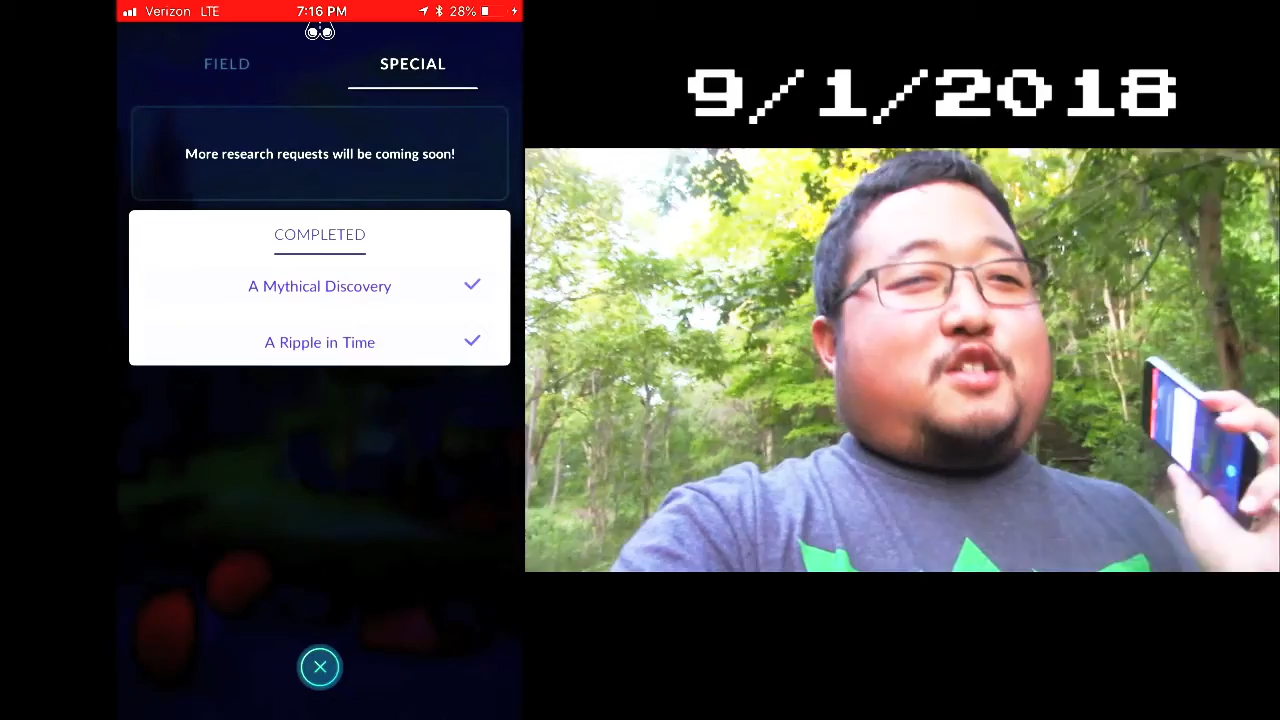 Verizon LTE 7:16 PM 28%
FIELD SPECIAL
More research requests will be coming soon!
COMPLETED
A Mythical Discovery
A Ripple in Time
9/1/2018